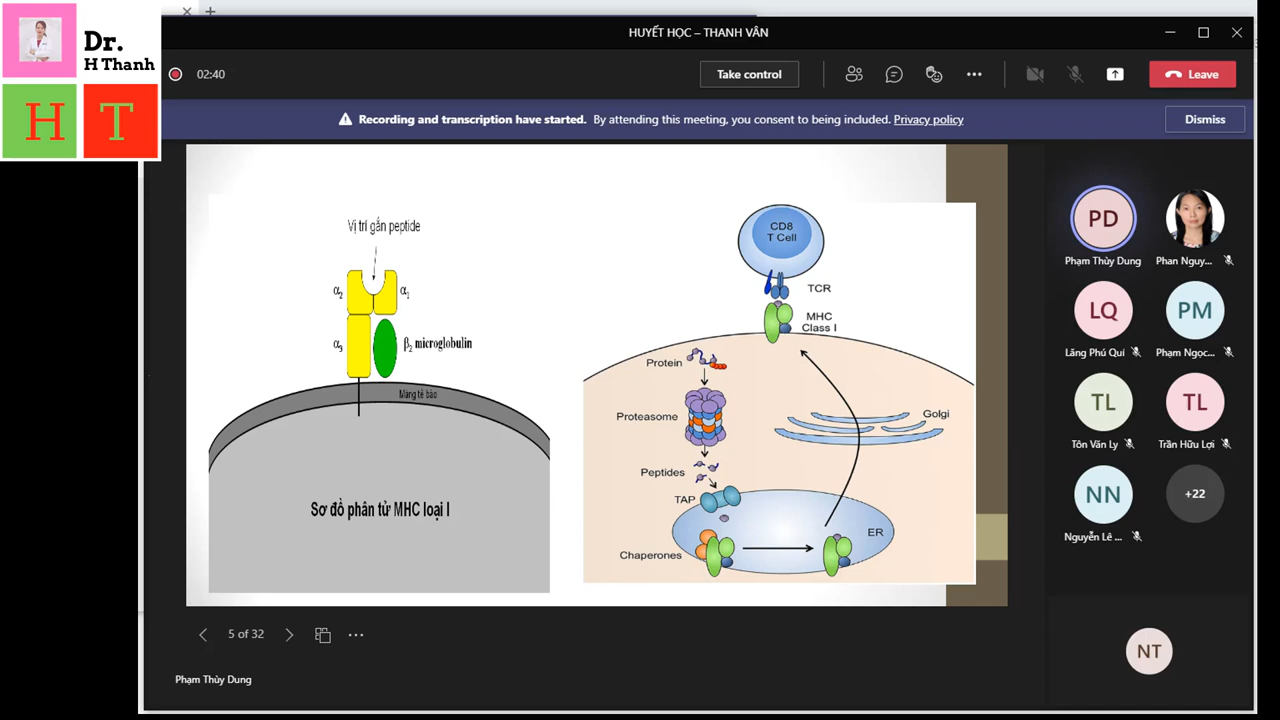 Dr.
H Thanh
H T
HUYẾT HỌC – THANH VÂN
02:40
Take control
Leave
Recording and transcription have started. By attending this meeting, you consent to being included. Privacy policy
Dismiss
Vị trí gắn peptide
α2
α1
α3
β2 microglobulin
Màng tế bào
Sơ đồ phân tử MHC loại I
CD8
T Cell
TCR
MHC
Class I
Protein
Proteasome
Golgi
Peptides
TAP
ER
Chaperones
PD
Phạm Thùy Dung
Phan Nguy...
LQ
PM
Lăng Phú Quí
Phạm Ngọc...
TL
TL
Tôn Văn Ly
Trần Hữu Lợi
NN
+22
Nguyễn Lê ...
NT
5 of 32
Phạm Thùy Dung